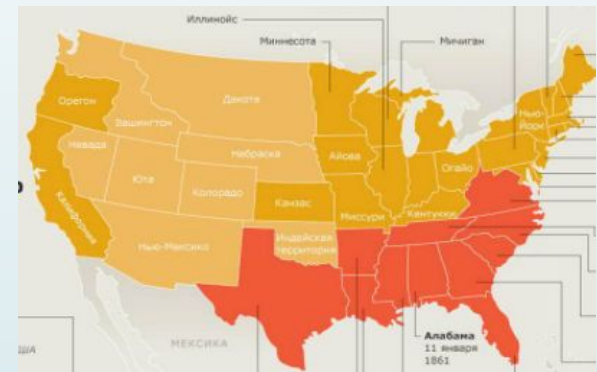 Иллинойс
Миннесота
Мичиган
Орегон
Вашингтон
Дакота
Нью-
Йорк
Невада
Небраска
Айова
Огайо
Юта
Колорадо
Канзас
Миссури
Кентукки
Калифорния
Нью-Мексико
Индейская
территория
Алабама
11 января
1861
МЕКСИКА